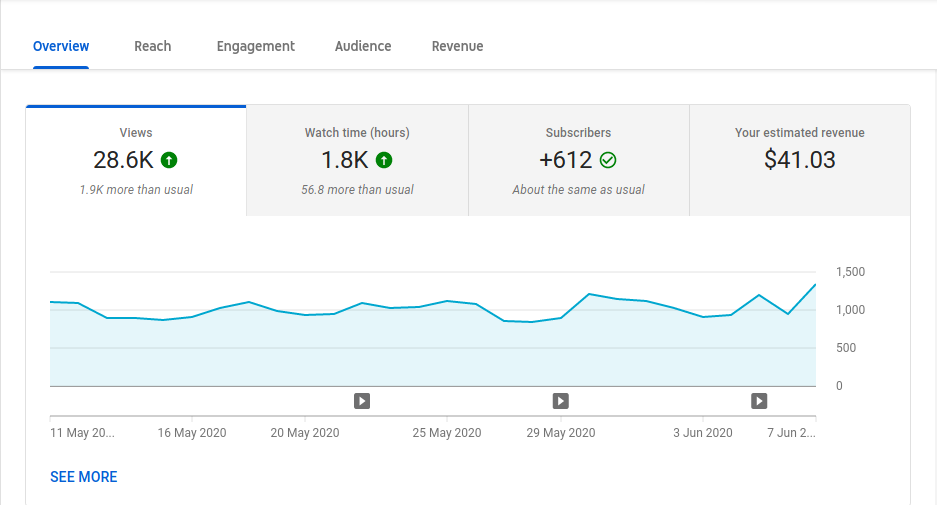 Overview Reach Engagement Audience Revenue
Views Watch time (hours) Subscribers Your estimated revenue
28.6K 1.8K +612 $41.03
1.9K more than usual 56.8 more than usual About the same as usual
1,500
1,000
500
0
11 May 20... 16 May 2020 20 May 2020 25 May 2020 29 May 2020 3 Jun 2020 7 Jun 2...
SEE MORE